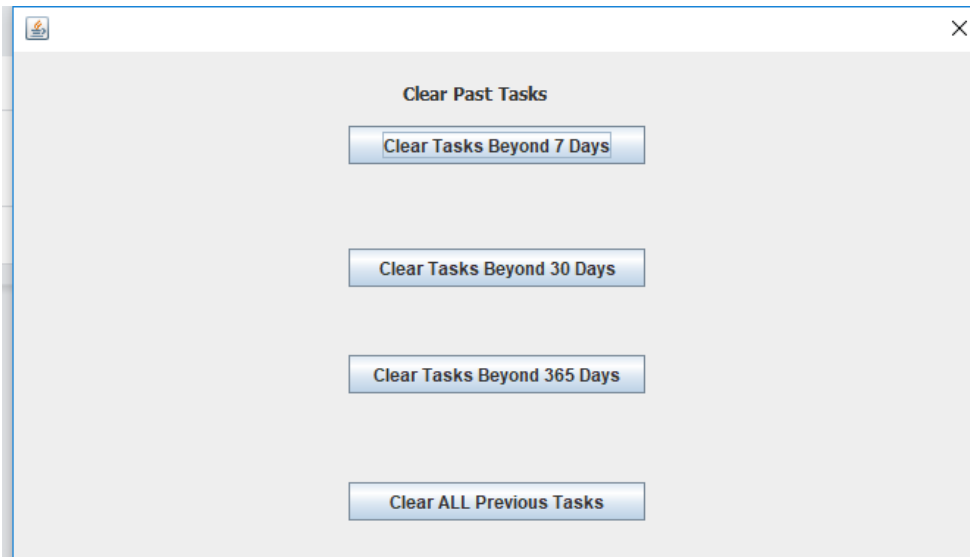 Clear Past Tasks
Clear Tasks Beyond 7 Days
Clear Tasks Beyond 30 Days
Clear Tasks Beyond 365 Days
Clear ALL Previous Tasks